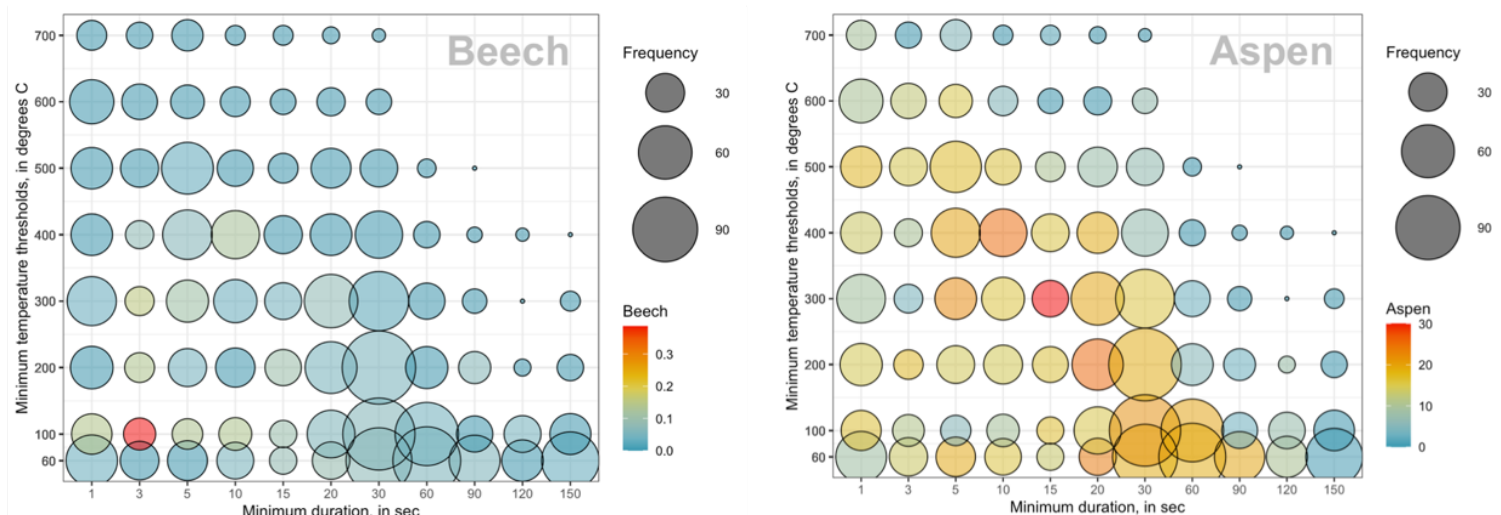 Beech
Minimum temperature thresholds, in degrees C
700
600
500
400
300
200
100
60
1 3 5 10 15 20 30 60 90 120 150
Minimum duration, in sec
Frequency
30
60
90
Beech
0.3
0.2
0.1
0.0
Aspen
Minimum temperature thresholds, in degrees C
700
600
500
400
300
200
100
60
1 3 5 10 15 20 30 60 90 120 150
Minimum duration, in sec
Frequency
30
60
90
Aspen
30
20
10
0